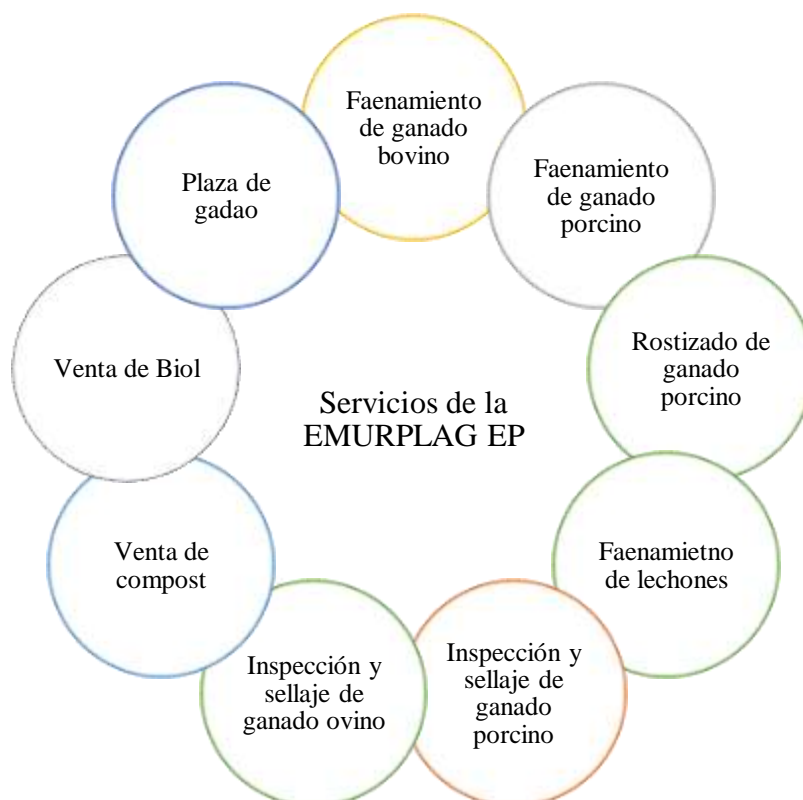 Faenamiento
de ganado
bovino
Faenamiento
de ganado
porcino
Rostizado de
ganado
porcino
Faenamietno
de lechones
Inspección y
sellaje de
ganado
porcino
Inspección y
sellaje de
ganado ovino
Venta de
compost
Venta de Biol
Plaza de
gadao
Servicios de la
EMURPLAG EP